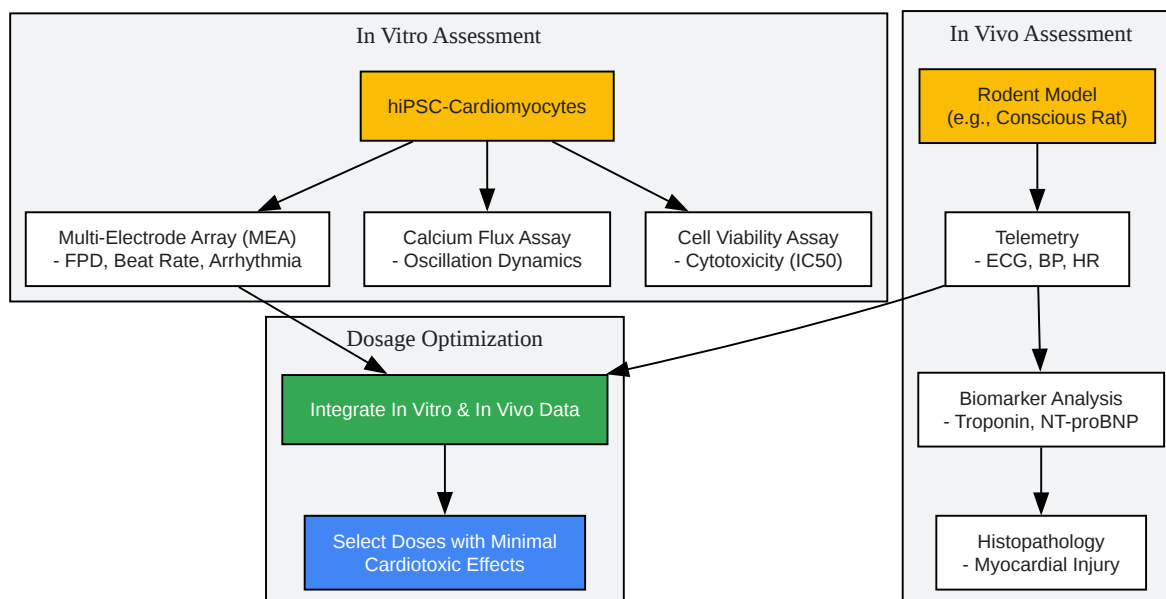 In Vitro Assessment
hiPSC-Cardiomyocytes
Multi-Electrode Array (MEA)
- FPD, Beat Rate, Arrhythmia
Calcium Flux Assay
- Oscillation Dynamics
Cell Viability Assay
- Cytotoxicity (IC50)
In Vivo Assessment
Rodent Model
(e.g., Conscious Rat)
Telemetry
- ECG, BP, HR
Biomarker Analysis
- Troponin, NT-proBNP
Histopathology
- Myocardial Injury
Dosage Optimization
Integrate In Vitro & In Vivo Data
Select Doses with Minimal
Cardiotoxic Effects